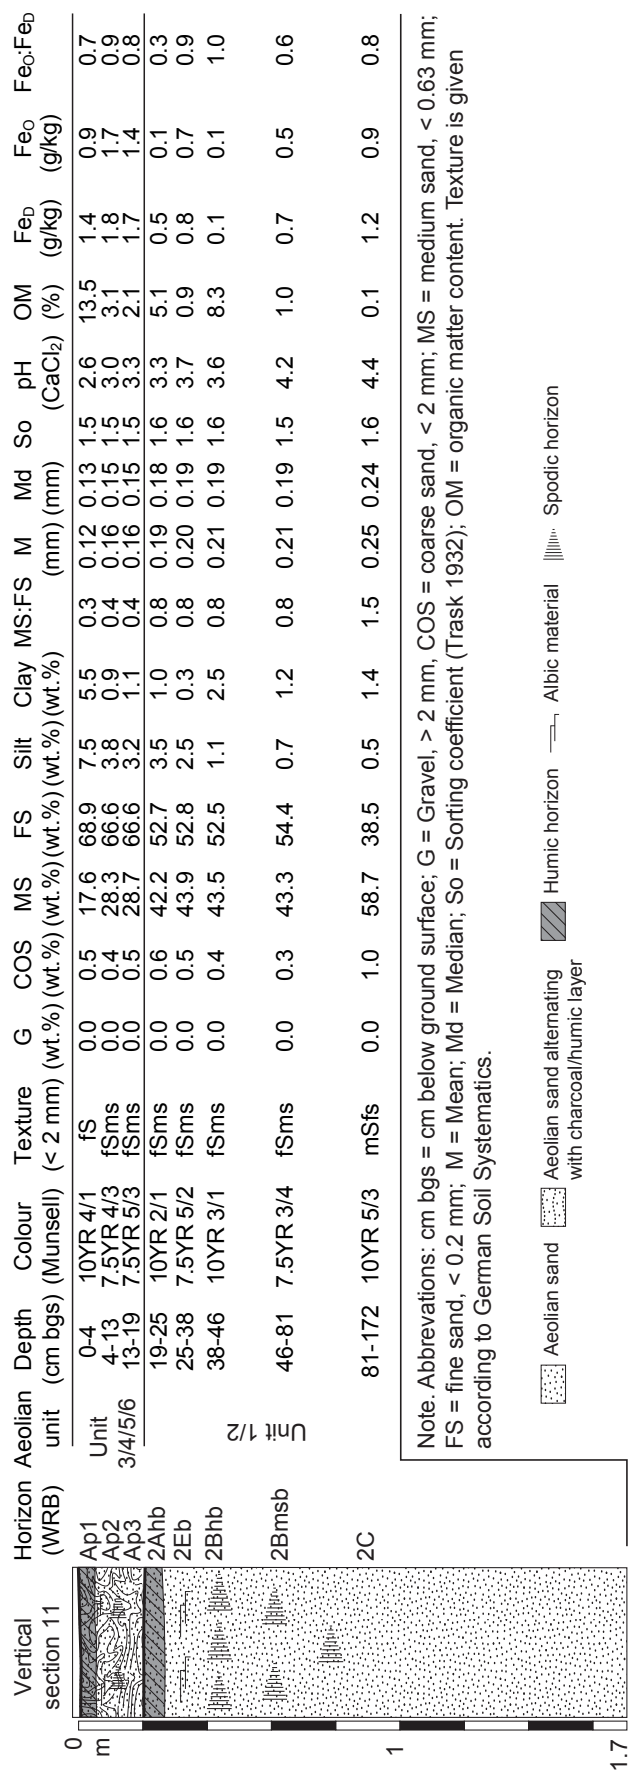 Vertical section 11 Horizon (WRB) Aeolian unit Depth (cm bgs) Colour (Munsell) Texture (< 2 mm) G (wt.%) COS (wt.%) MS (wt.%) FS (wt.%) Silt (wt.%) Clay (wt.%) MS:FS M (mm) Md (mm) So pH (CaCl₂) OM (%) Fe_D (g/kg) Fe_O (g/kg) Fe_O:Fe_D
0
m
1
1.7
Unit 3/4/5/6
Ap1 0-4 10YR 4/1 fS 0.0 0.5 17.6 68.9 7.5 5.5 0.3 0.12 0.13 1.5 2.6 13.5 1.4 0.9 0.7
Ap2 4-13 7.5YR 4/3 fSms 0.0 0.4 28.3 66.6 3.8 0.9 0.4 0.16 0.15 1.5 3.0 3.1 1.8 1.7 0.9
Ap3 13-19 7.5YR 5/3 fSms 0.0 0.5 28.7 66.6 3.2 1.1 0.4 0.16 0.15 1.5 3.3 2.1 1.7 1.4 0.8
Unit 1/2
2Ahb 19-25 10YR 2/1 fSms 0.0 0.6 42.2 52.7 3.5 1.0 0.8 0.19 0.18 1.6 3.3 5.1 0.5 0.1 0.3
2Eb 25-38 7.5YR 5/2 fSms 0.0 0.5 43.9 52.8 2.5 0.3 0.8 0.20 0.19 1.6 3.7 0.9 0.8 0.7 0.9
2Bhb 38-46 10YR 3/1 fSms 0.0 0.4 43.5 52.5 1.1 2.5 0.8 0.21 0.19 1.6 3.6 8.3 0.1 0.1 1.0
2Bmsb 46-81 7.5YR 3/4 fSms 0.0 0.3 43.3 54.4 0.7 1.2 0.8 0.21 0.19 1.5 4.2 1.0 0.7 0.5 0.6
2C 81-172 10YR 5/3 mSfs 0.0 1.0 58.7 38.5 0.5 1.4 1.5 0.25 0.24 1.6 4.4 0.1 1.2 0.9 0.8
Note. Abbrevations: cm bgs = cm below ground surface; G = Gravel, > 2 mm, COS = coarse sand, < 2 mm; MS = medium sand, < 0.63 mm;
FS = fine sand, < 0.2 mm; M = Mean; Md = Median; So = Sorting coefficient (Trask 1932); OM = organic matter content. Texture is given
according to German Soil Systematics.
Aeolian sand
Aeolian sand alternating
with charcoal/humic layer
Humic horizon
Albic material
Spodic horizon